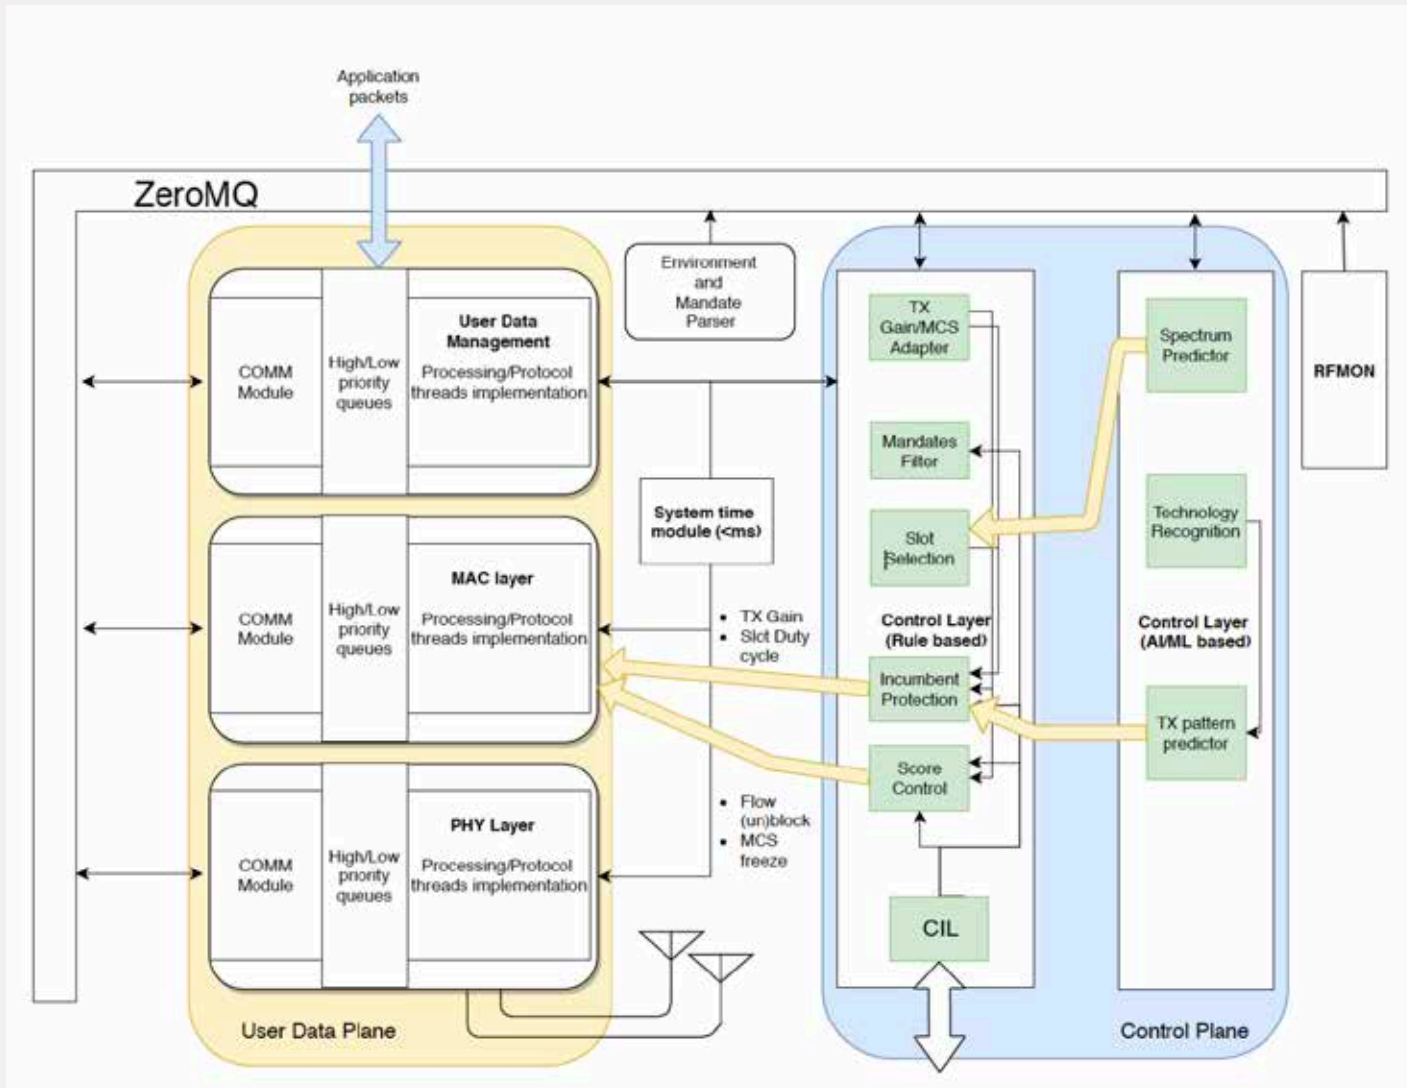 Application
packets
ZeroMQ
Environment
and
Mandate
Parser
User Data
Management
COMM
Module
High/Low
priority
queues
Processing/Protocol
threads implementation
MAC layer
COMM
Module
High/Low
priority
queues
Processing/Protocol
threads implementation
PHY Layer
COMM
Module
High/Low
priority
queues
Processing/Protocol
threads implementation
User Data Plane
System time
module (<ms)
• TX Gain
• Slot Duty
cycle
• Flow
(un)block
• MCS
freeze
TX
Gain/MCS
Adapter
Mandates
Filter
Slot
Selection
Control Layer
(Rule based)
Incumbent
Protection
Score
Control
CIL
Spectrum
Predictor
Technology
Recognition
Control Layer
(AI/ML based)
TX pattern
predictor
Control Plane
RFMON